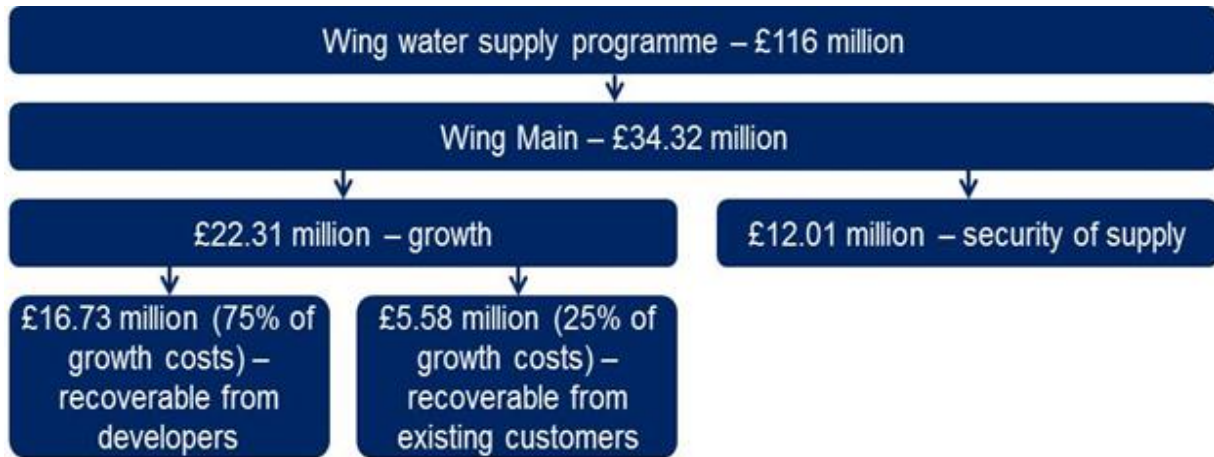 Wing water supply programme – £116 million
Wing Main – £34.32 million
£22.31 million – growth
£12.01 million – security of supply
£16.73 million (75% of
growth costs) –
recoverable from
developers
£5.58 million (25% of
growth costs) –
recoverable from
existing customers